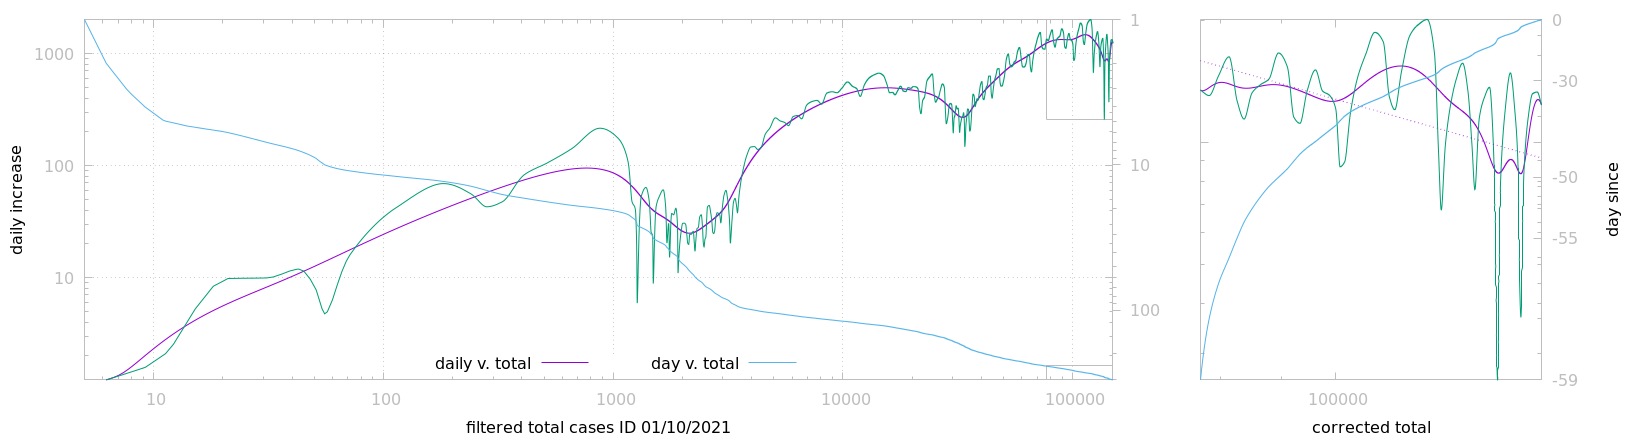 1000
100
10
daily increase
10
100
1000
10000
100000
1
10
100
daily v. total
day v. total
filtered total cases ID 01/10/2021
0
-30
-50
-55
-59
day since
100000
corrected total